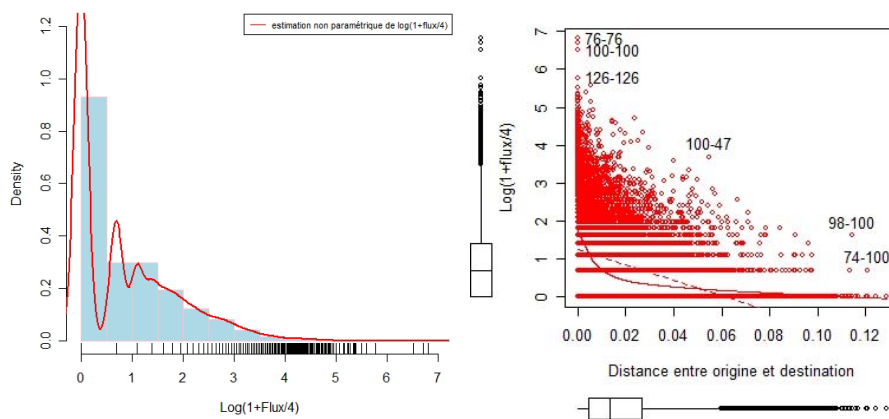 estimation non paramétrique de log(1+flux/4)
Density
0.0 0.2 0.4 0.6 0.8 1.0 1.2
0 1 2 3 4 5 6 7
Log(1+Flux/4)
76-76
100-100
126-126
100-47
98-100
74-100
Log(1+flux/4)
0 1 2 3 4 5 6 7
0.00 0.02 0.04 0.06 0.08 0.10 0.12
Distance entre origine et destination